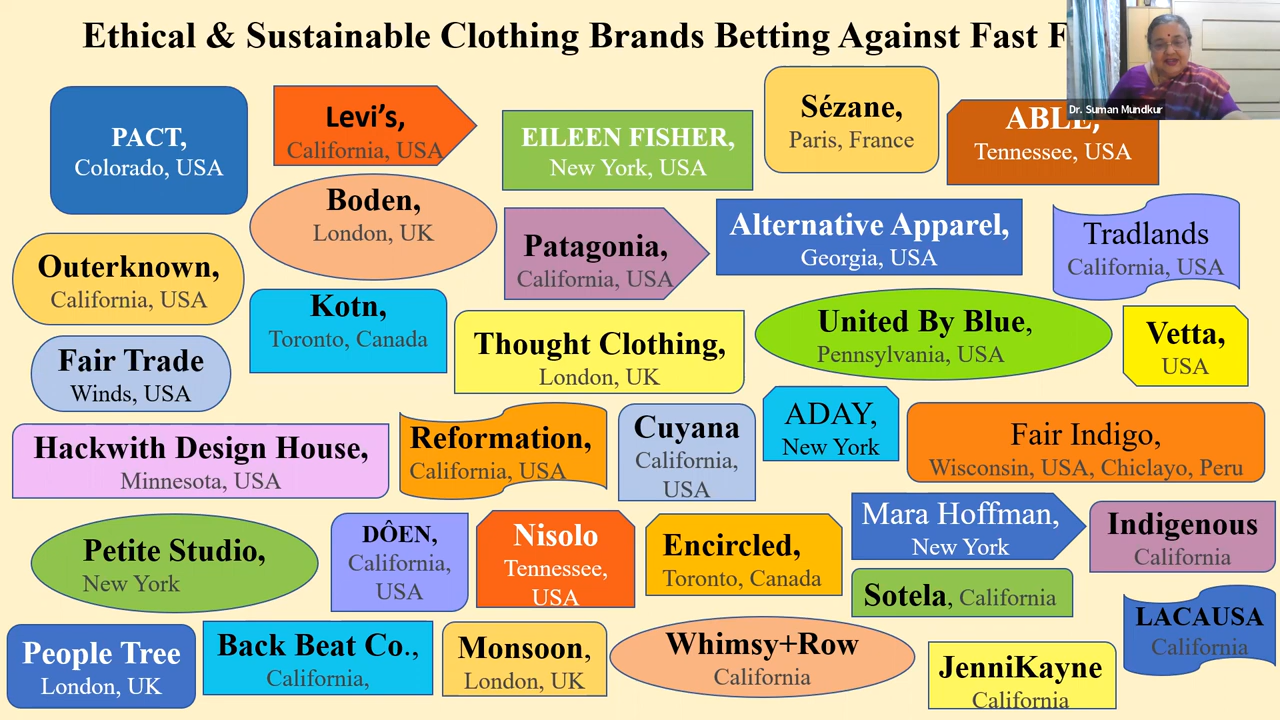 Ethical & Sustainable Clothing Brands Betting Against Fast F
Dr. Suman Mundkur
PACT,
Colorado, USA
Levi's,
California, USA
EILEEN FISHER,
New York, USA
Sézane,
Paris, France
ABLE,
Tennessee, USA
Boden,
London, UK
Outerknown,
California, USA
Patagonia,
California, USA
Alternative Apparel,
Georgia, USA
Tradlands
California, USA
Kotn,
Toronto, Canada
Fair Trade
Winds, USA
Thought Clothing,
London, UK
United By Blue,
Pennsylvania, USA
Vetta,
USA
Hackwith Design House,
Minnesota, USA
Reformation,
California, USA
Cuyana
California,
USA
ADAY,
New York
Fair Indigo,
Wisconsin, USA, Chiclayo, Peru
Petite Studio,
New York
DÔEN,
California,
USA
Nisolo
Tennessee,
USA
Encircled,
Toronto, Canada
Mara Hoffman,
New York
Indigenous
California
Sotela, California
LACAUSA
California
People Tree
London, UK
Back Beat Co.,
California,
Monsoon,
London, UK
Whimsy+Row
California
JenniKayne
California